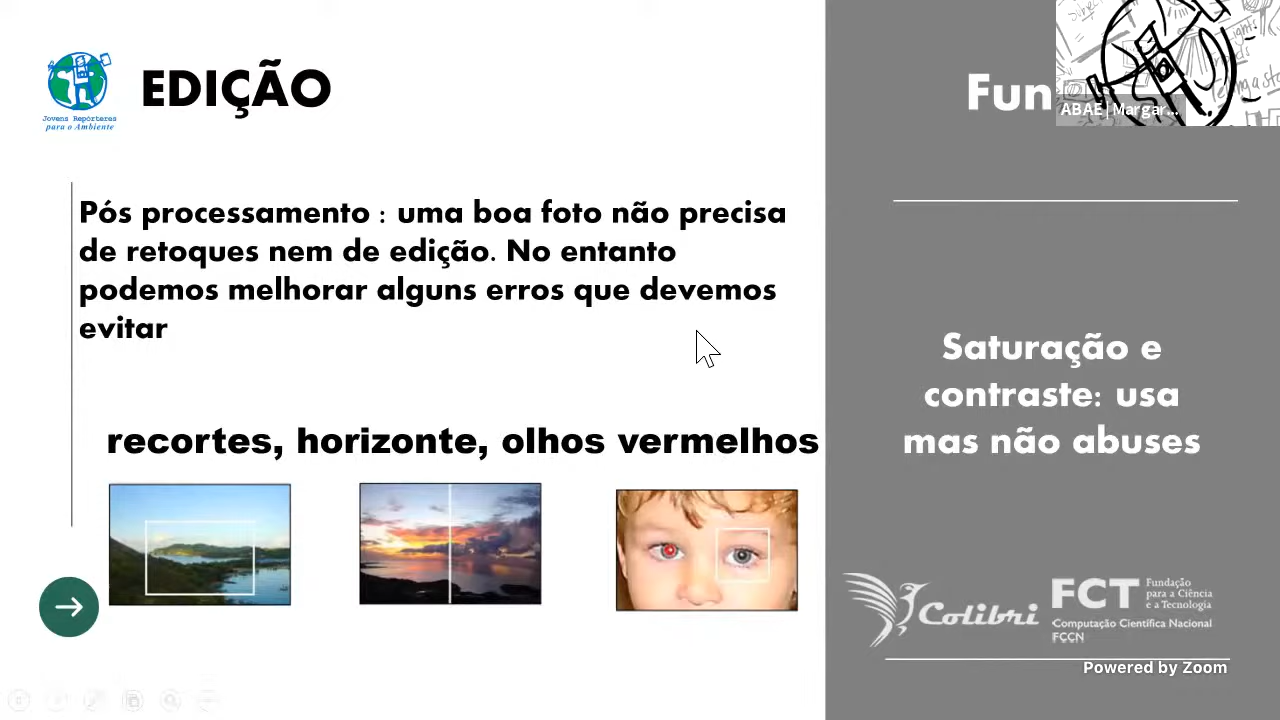 EDIÇÃO
Jovens Repórteres
para o Ambiente
Pós processamento : uma boa foto não precisa
de retoques nem de edição. No entanto
podemos melhorar alguns erros que devemos
evitar
recortes, horizonte, olhos vermelhos
Fun
ABAE | Margar...
Saturação e
contraste: usa
mas não abuses
Colibri
FCT
Fundação
para a Ciência
e a Tecnologia
Computação Científica Nacional
FCCN
Powered by Zoom